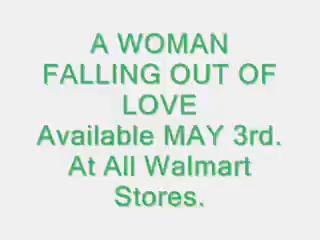 A WOMAN
FALLING OUT OF
LOVE
Available MAY 3rd.
At All Walmart
Stores.